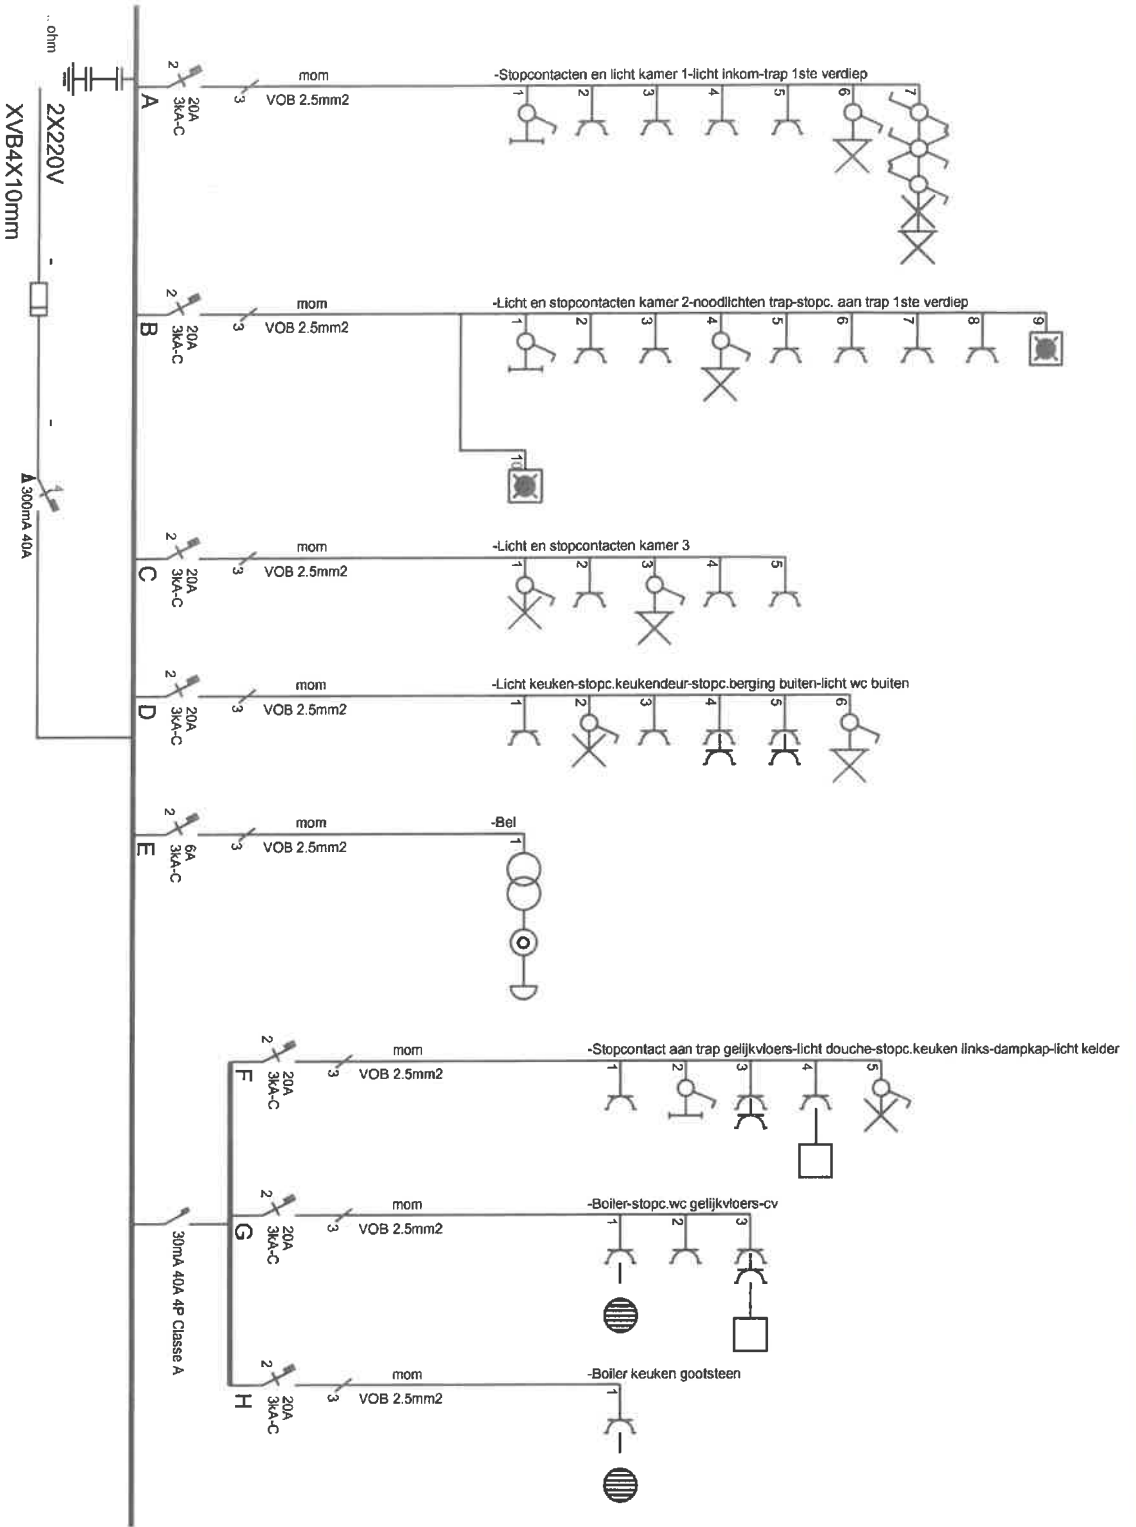 .. ohm
2X220V
XVB4X10mm
-
-
Δ 300mA 40A
4
2
20A
3kA-C
A
3
mom
VOB 2.5mm2
-Stopcontacten en licht kamer 1-licht inkom-trap 1ste verdiep
1
2
3
4
5
6
7
2
20A
3kA-C
B
3
mom
VOB 2.5mm2
-Licht en stopcontacten kamer 2-noodlichten trap-stopc. aan trap 1ste verdiep
1
2
3
4
5
6
7
8
9
10
2
20A
3kA-C
C
3
mom
VOB 2.5mm2
-Licht en stopcontacten kamer 3
1
2
3
4
5
2
20A
3kA-C
D
3
mom
VOB 2.5mm2
-Licht keuken-stopc.keukendeur-stopc.berging buiten-licht wc buiten
1
2
3
4
5
6
2
6A
3kA-C
E
3
mom
VOB 2.5mm2
-Bel
1
30mA 40A 4P Classe A
2
20A
3kA-C
F
3
mom
VOB 2.5mm2
-Stopcontact aan trap gelijkvloers-licht douche-stopc.keuken links-dampkap-licht kelder
1
2
3
4
5
2
20A
3kA-C
G
3
mom
VOB 2.5mm2
-Boiler-stopc.wc gelijkvloers-cv
1
2
3
2
20A
3kA-C
H
3
mom
VOB 2.5mm2
-Boiler keuken gootsteen
1